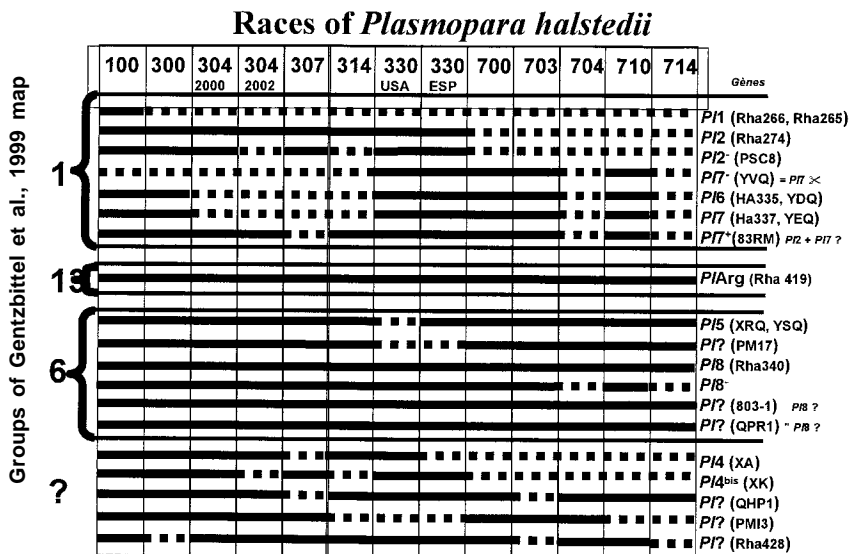 Races of Plasmopara halstedii
100 300 304 304 307 314 330 330 700 703 704 710 714
2000 2002 USA ESP Gènes
Groups of Gentzbittel et al., 1999 map
1
Pl1 (Rha266, Rha265)
Pl2 (Rha274)
Pl2- (PSC8)
Pl7- (YVQ) = Pl7
Pl6 (HA335, YDQ)
Pl7 (Ha337, YEQ)
Pl7+ (83RM) Pl2 + Pl7 ?
13
PlArg (Rha 419)
6
Pl5 (XRQ, YSQ)
Pl? (PM17)
Pl8 (Rha340)
Pl8-
Pl? (803-1) Pl8 ?
Pl? (QPR1) " Pl8 ?
?
Pl4 (XA)
Pl4bis (XK)
Pl? (QHP1)
Pl? (PMI3)
Pl? (Rha428)